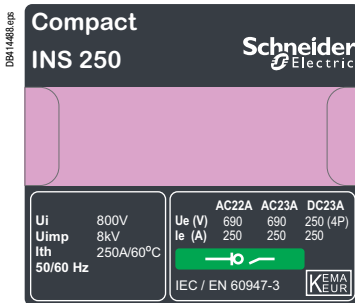 DB414488.eps
Compact
INS 250
Schneider
Electric
Ui 800V
Uimp 8kV
Ith 250A/60°C
50/60 Hz
AC22A AC23A DC23A
Ue (V) 690 690 250 (4P)
Ie (A) 250 250 250
IEC / EN 60947-3
KEMA
KEUR